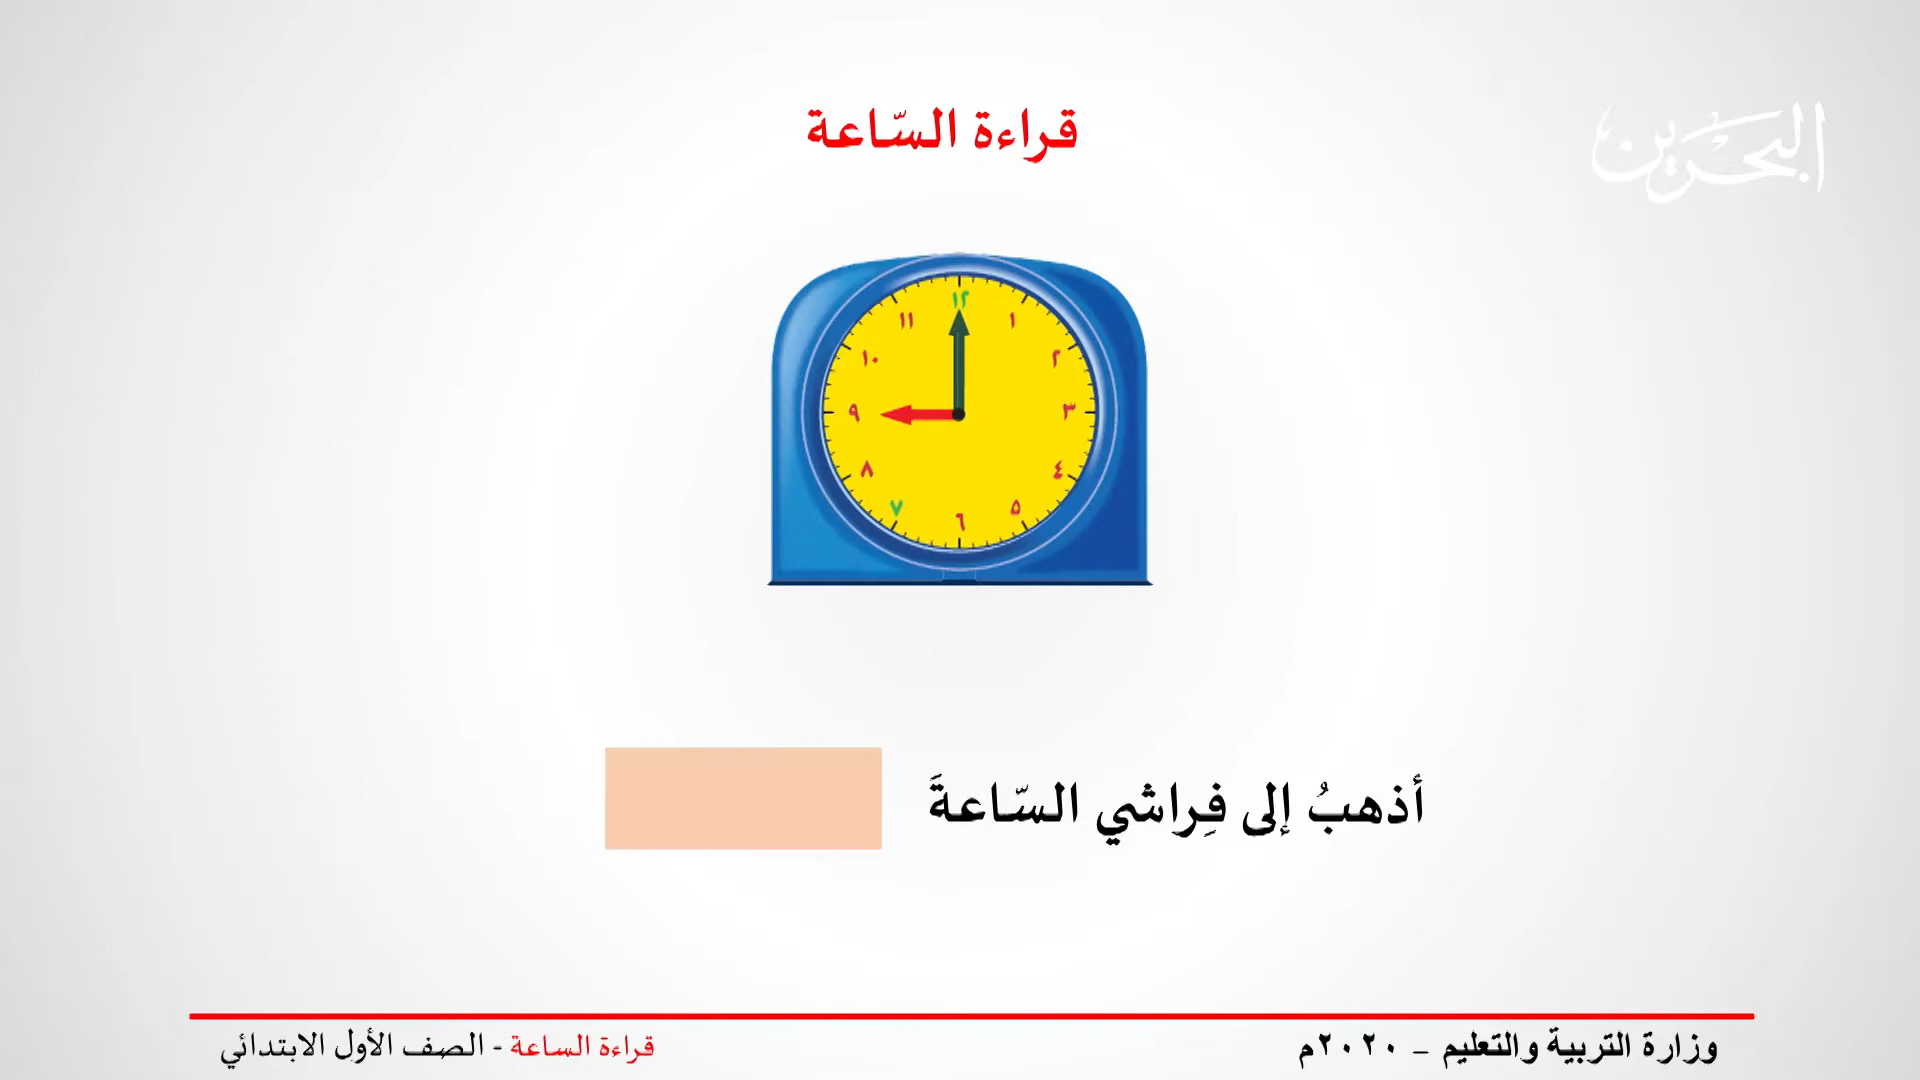 قراءة السّاعة
البحرين
١٢
١١ ١
١٠ ٢
٩ ٣
٨ ٤
٧ ٥
٦
أذهبُ إلى فِراشي السّاعةَ
وزارة التربية والتعليم – ٢٠٢٠م
قراءة الساعة - الصف الأول الابتدائي